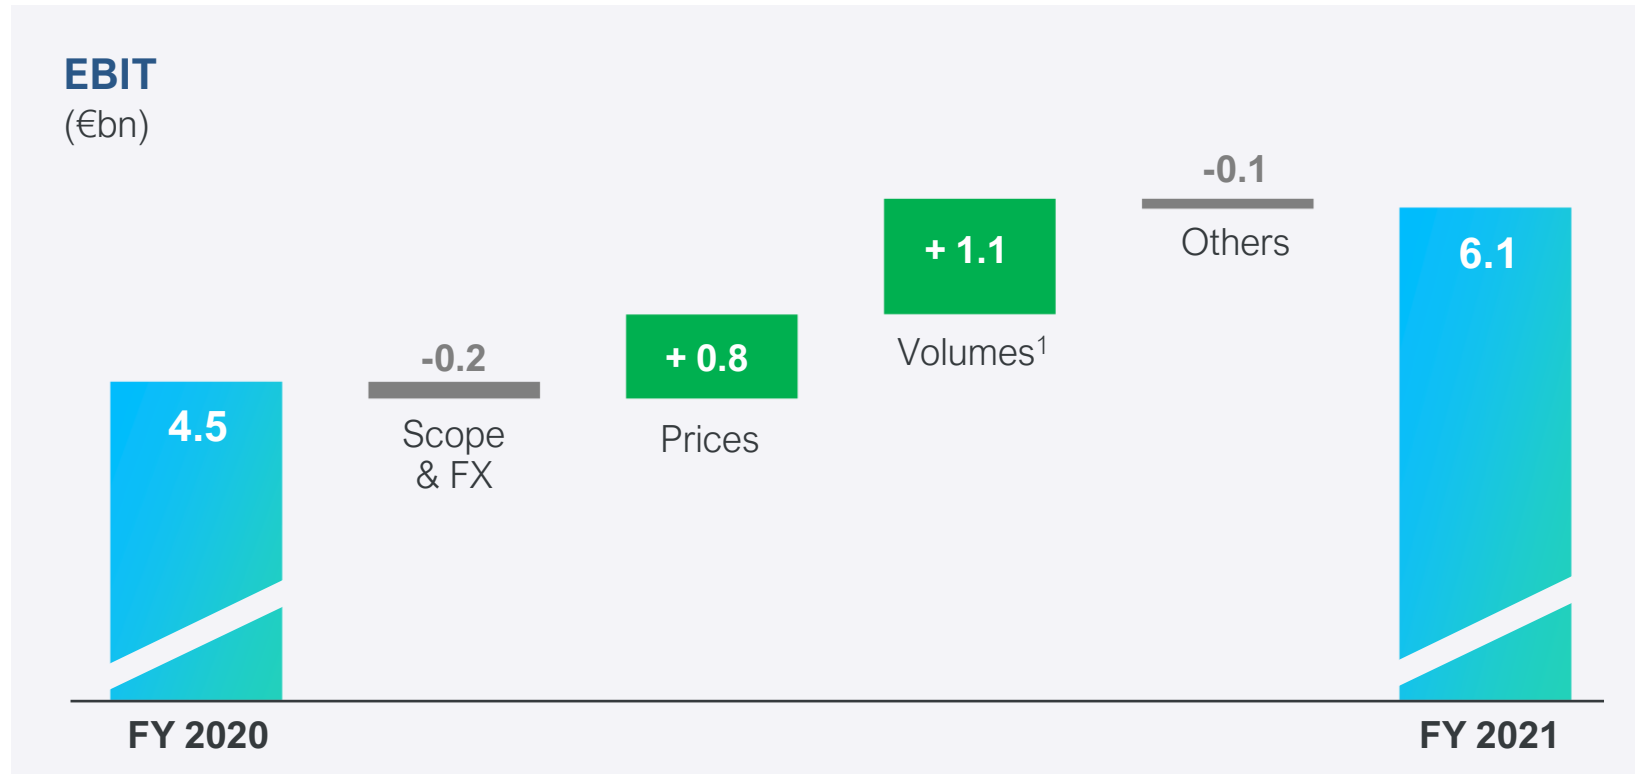 EBIT
(€bn)
-0.1
Others
+ 1.1
Volumes¹
6.1
-0.2
Scope
& FX
+ 0.8
Prices
4.5
FY 2020
FY 2021